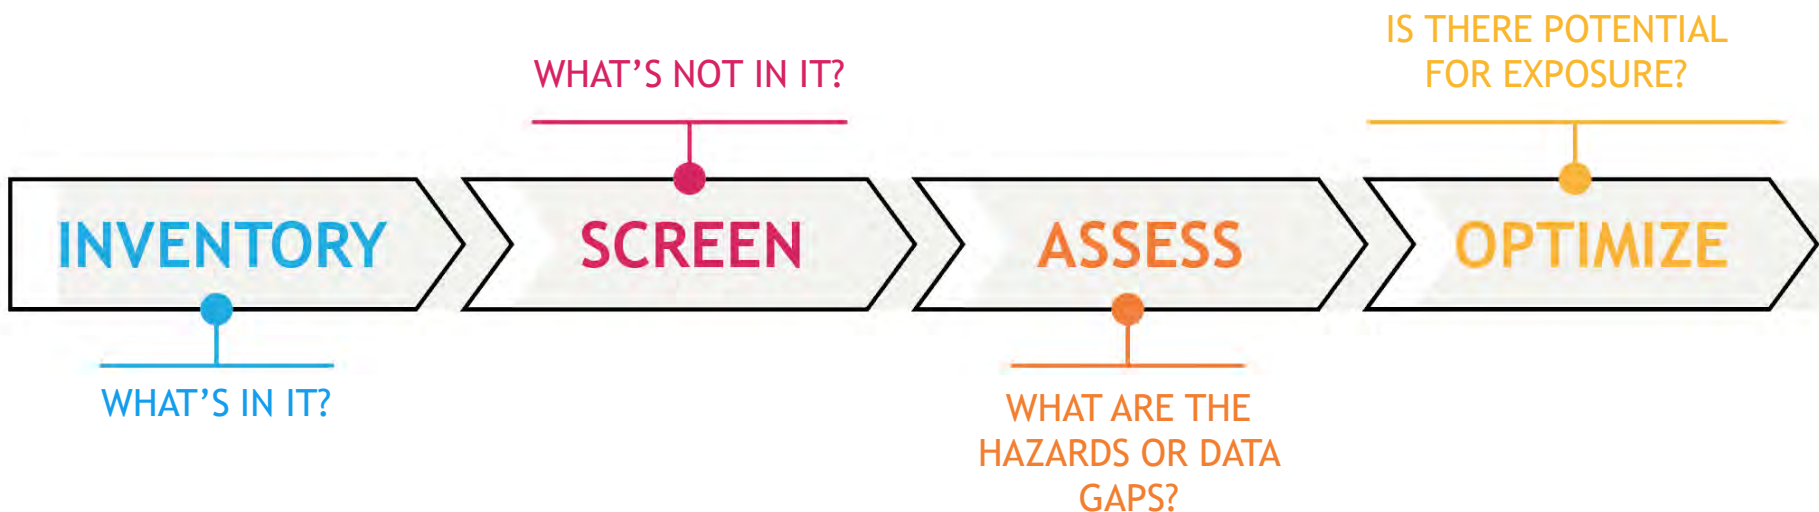 INVENTORY
WHAT'S IN IT?
WHAT'S NOT IN IT?
SCREEN
ASSESS
WHAT ARE THE
HAZARDS OR DATA
GAPS?
IS THERE POTENTIAL
FOR EXPOSURE?
OPTIMIZE